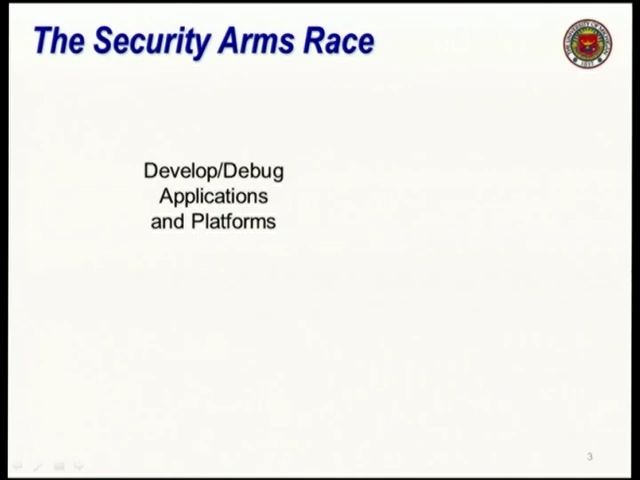 The Security Arms Race
Develop/Debug
Applications
and Platforms
3